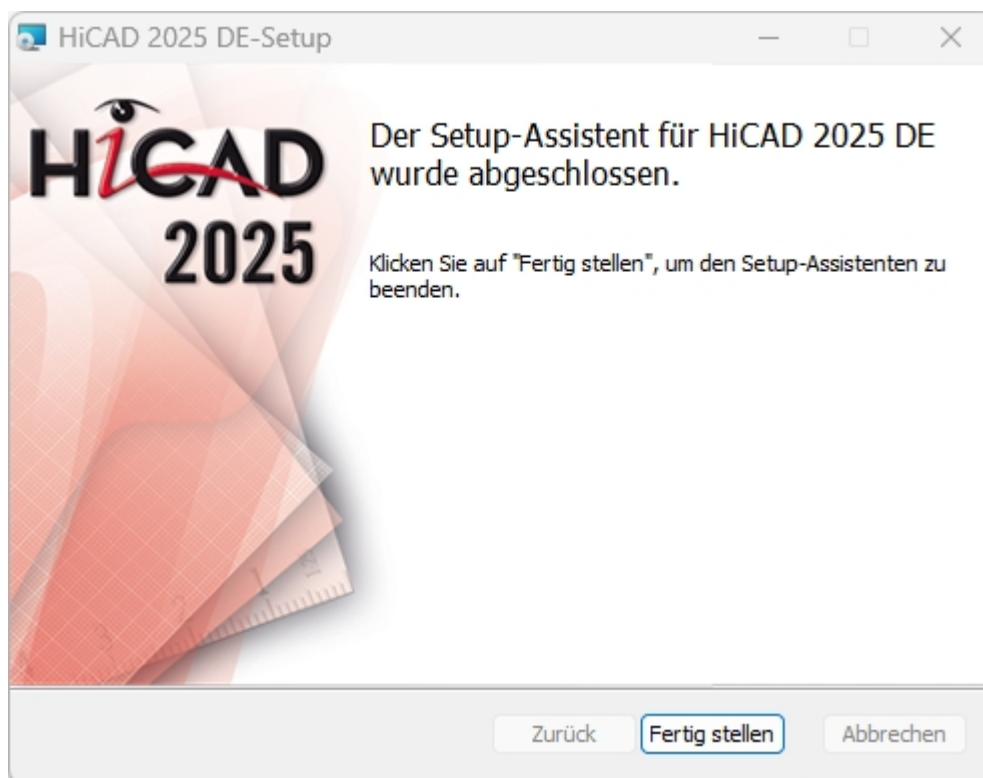 HiCAD 2025 DE-Setup
HiCAD
2025
Der Setup-Assistent für HiCAD 2025 DE
wurde abgeschlossen.
Klicken Sie auf "Fertig stellen", um den Setup-Assistenten zu
beenden.
Zurück Fertig stellen Abbrechen